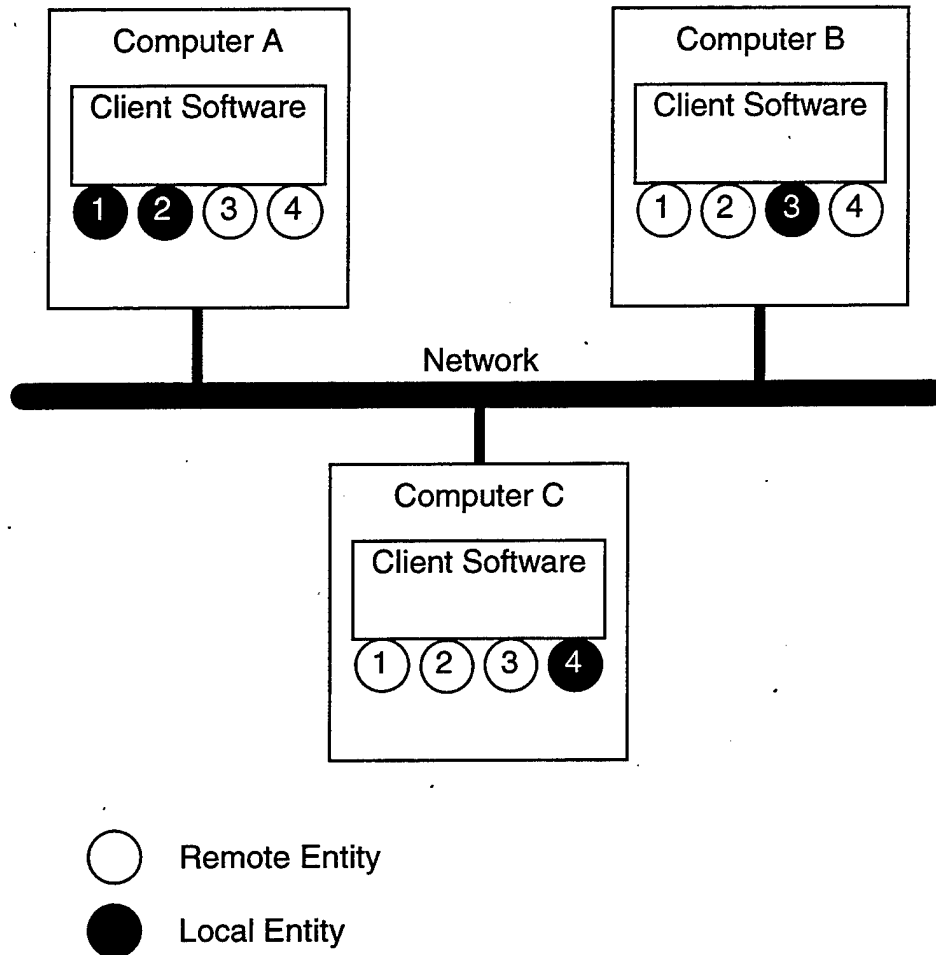 Computer A
Client Software
1 2 3 4
Computer B
Client Software
1 2 3 4
Network
Computer C
Client Software
1 2 3 4
Remote Entity
Local Entity